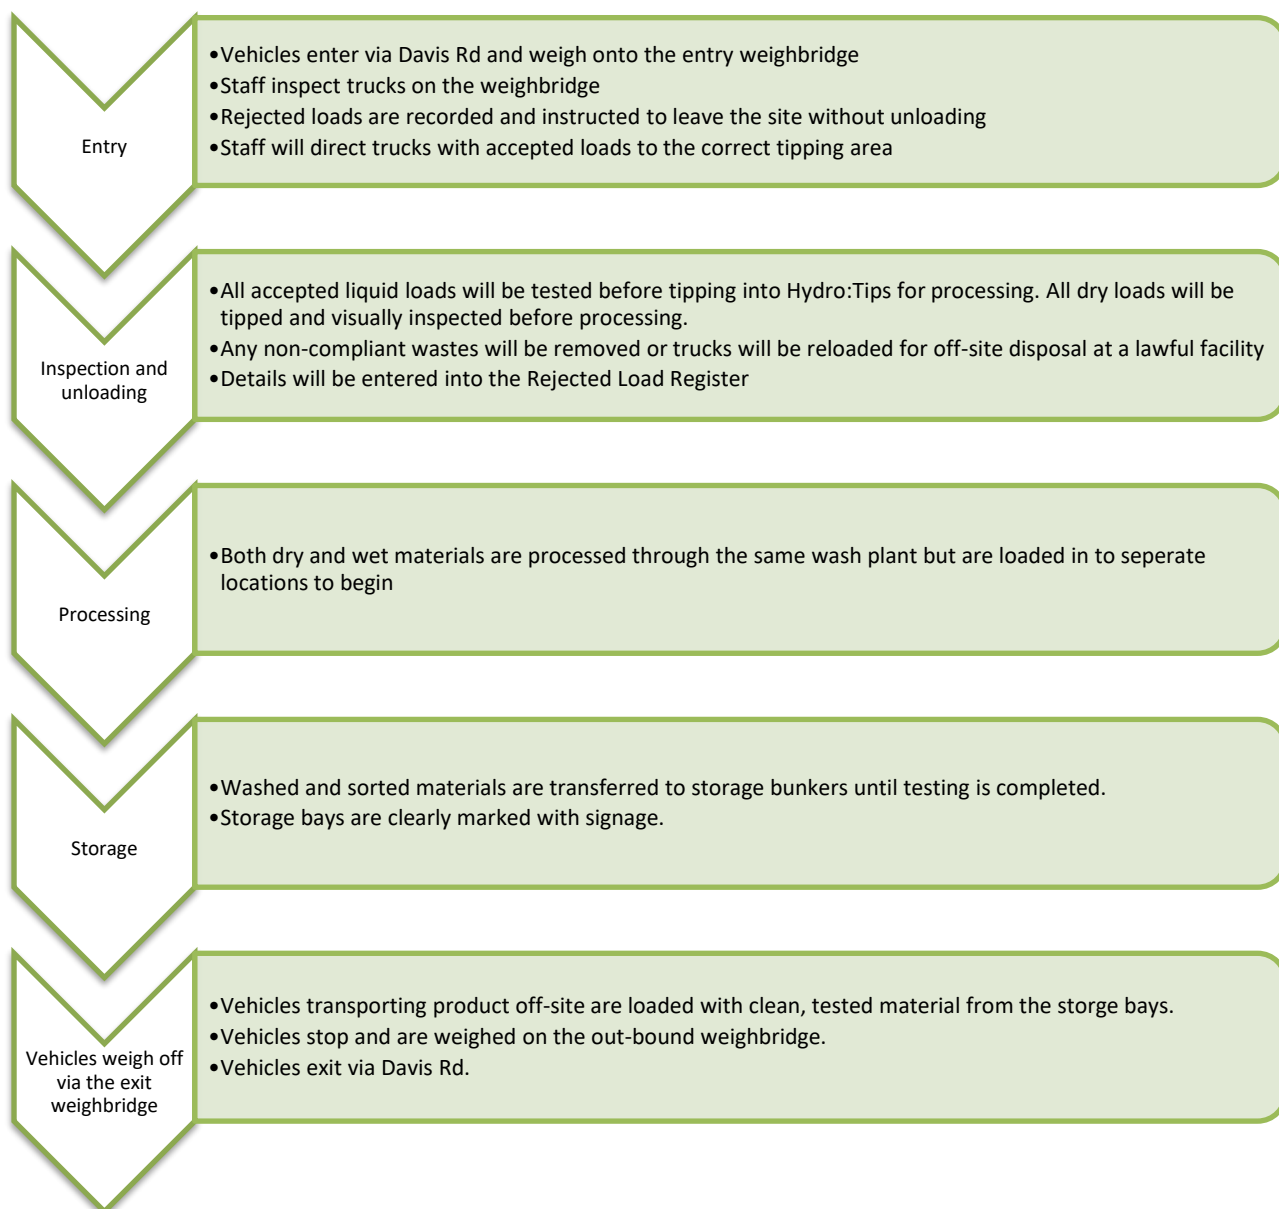 Entry
•Vehicles enter via Davis Rd and weigh onto the entry weighbridge
•Staff inspect trucks on the weighbridge
•Rejected loads are recorded and instructed to leave the site without unloading
•Staff will direct trucks with accepted loads to the correct tipping area
Inspection and
unloading
•All accepted liquid loads will be tested before tipping into Hydro:Tips for processing. All dry loads will be
tipped and visually inspected before processing.
•Any non-compliant wastes will be removed or trucks will be reloaded for off-site disposal at a lawful facility
•Details will be entered into the Rejected Load Register
Processing
•Both dry and wet materials are processed through the same wash plant but are loaded in to seperate
locations to begin
Storage
•Washed and sorted materials are transferred to storage bunkers until testing is completed.
•Storage bays are clearly marked with signage.
Vehicles weigh off
via the exit
weighbridge
•Vehicles transporting product off-site are loaded with clean, tested material from the storge bays.
•Vehicles stop and are weighed on the out-bound weighbridge.
•Vehicles exit via Davis Rd.